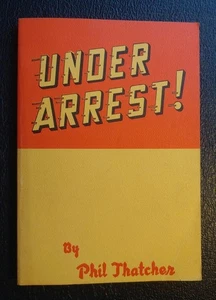 UNDER
ARREST!
By
Phil Thatcher